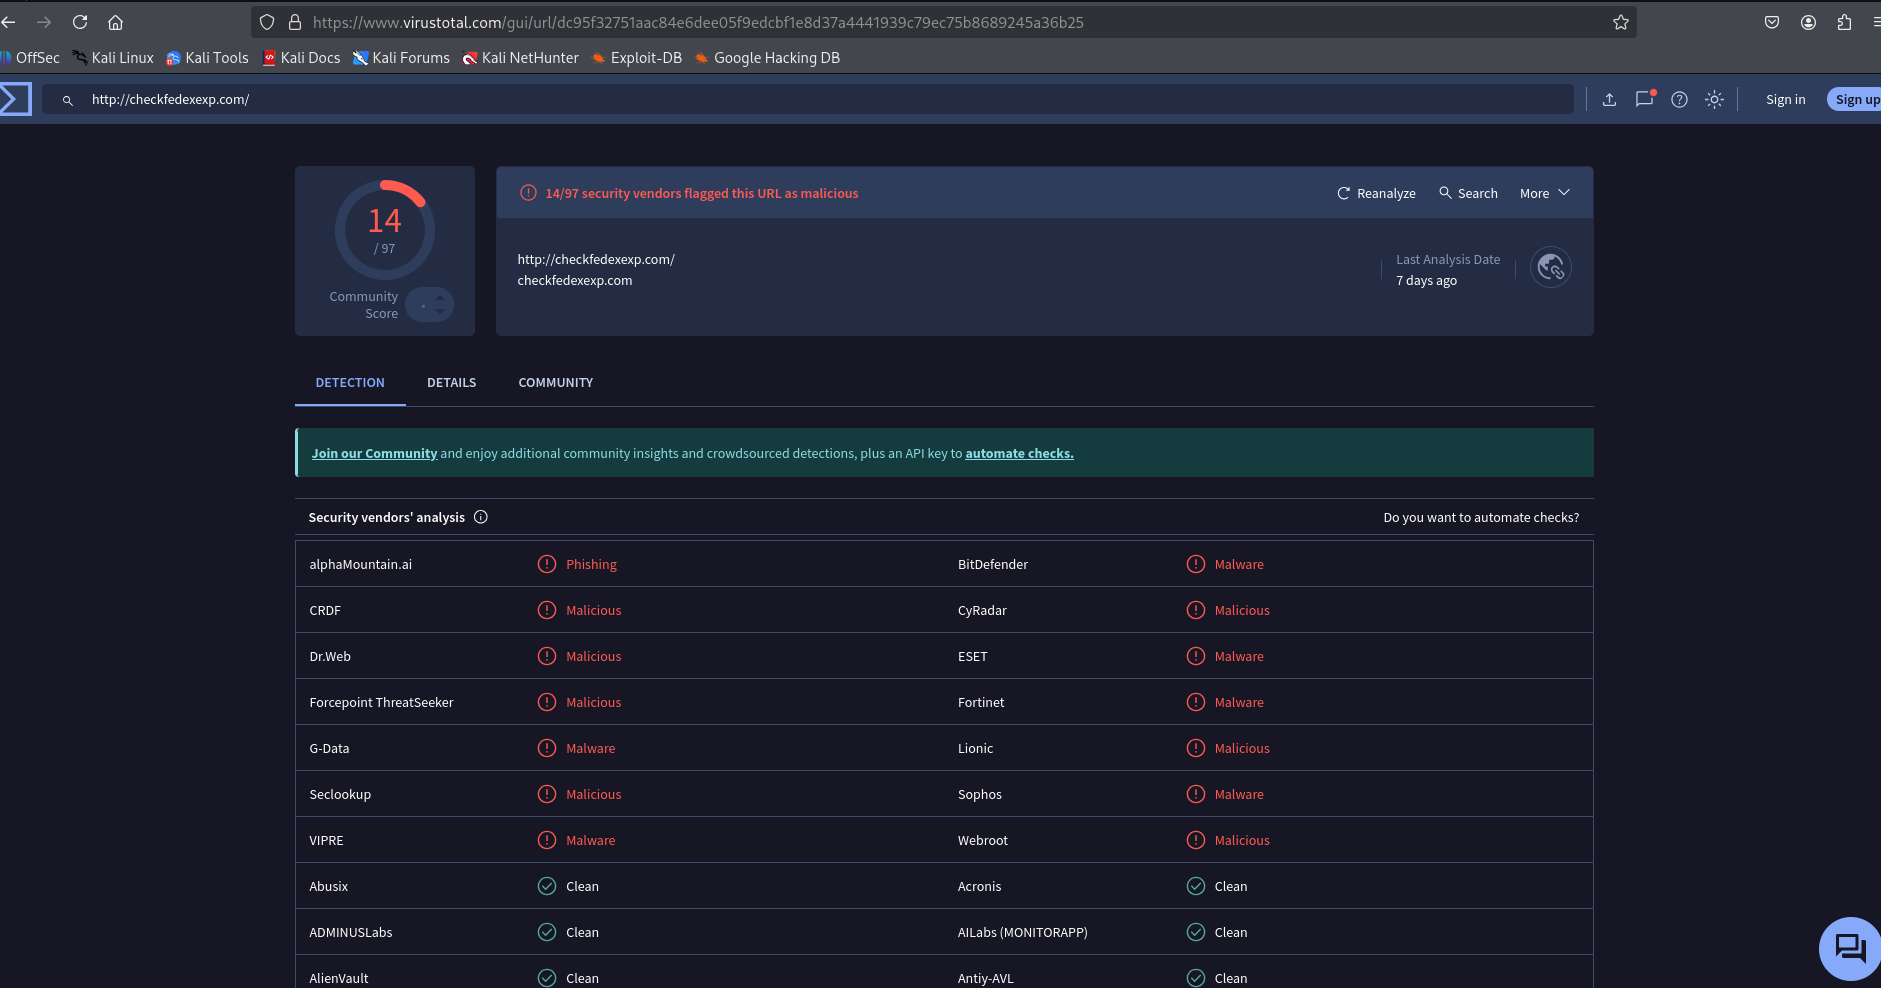 https://www.virustotal.com/gui/url/dc95f32751aac84e6dee05f9edcbf1e8d37a4441939c79ec75b8689245a36b25
OffSec Kali Linux Kali Tools Kali Docs Kali Forums Kali NetHunter Exploit-DB Google Hacking DB
http://checkfedexexp.com/ Sign in Sign up
14
/ 97
Community
Score
14/97 security vendors flagged this URL as malicious Reanalyze Search More
http://checkfedexexp.com/
checkfedexexp.com
Last Analysis Date
7 days ago
DETECTION DETAILS COMMUNITY
Join our Community and enjoy additional community insights and crowdsourced detections, plus an API key to automate checks.
Security vendors' analysis Do you want to automate checks?
alphaMountain.ai Phishing BitDefender Malware
CRDF Malicious CyRadar Malicious
Dr.Web Malicious ESET Malware
Forcepoint ThreatSeeker Malicious Fortinet Malware
G-Data Malware Lionic Malicious
Seclookup Malicious Sophos Malware
VIPRE Malware Webroot Malicious
Abusix Clean Acronis Clean
ADMINUSLabs Clean AILabs (MONITORAPP) Clean
AlienVault Clean Antiy-AVL Clean